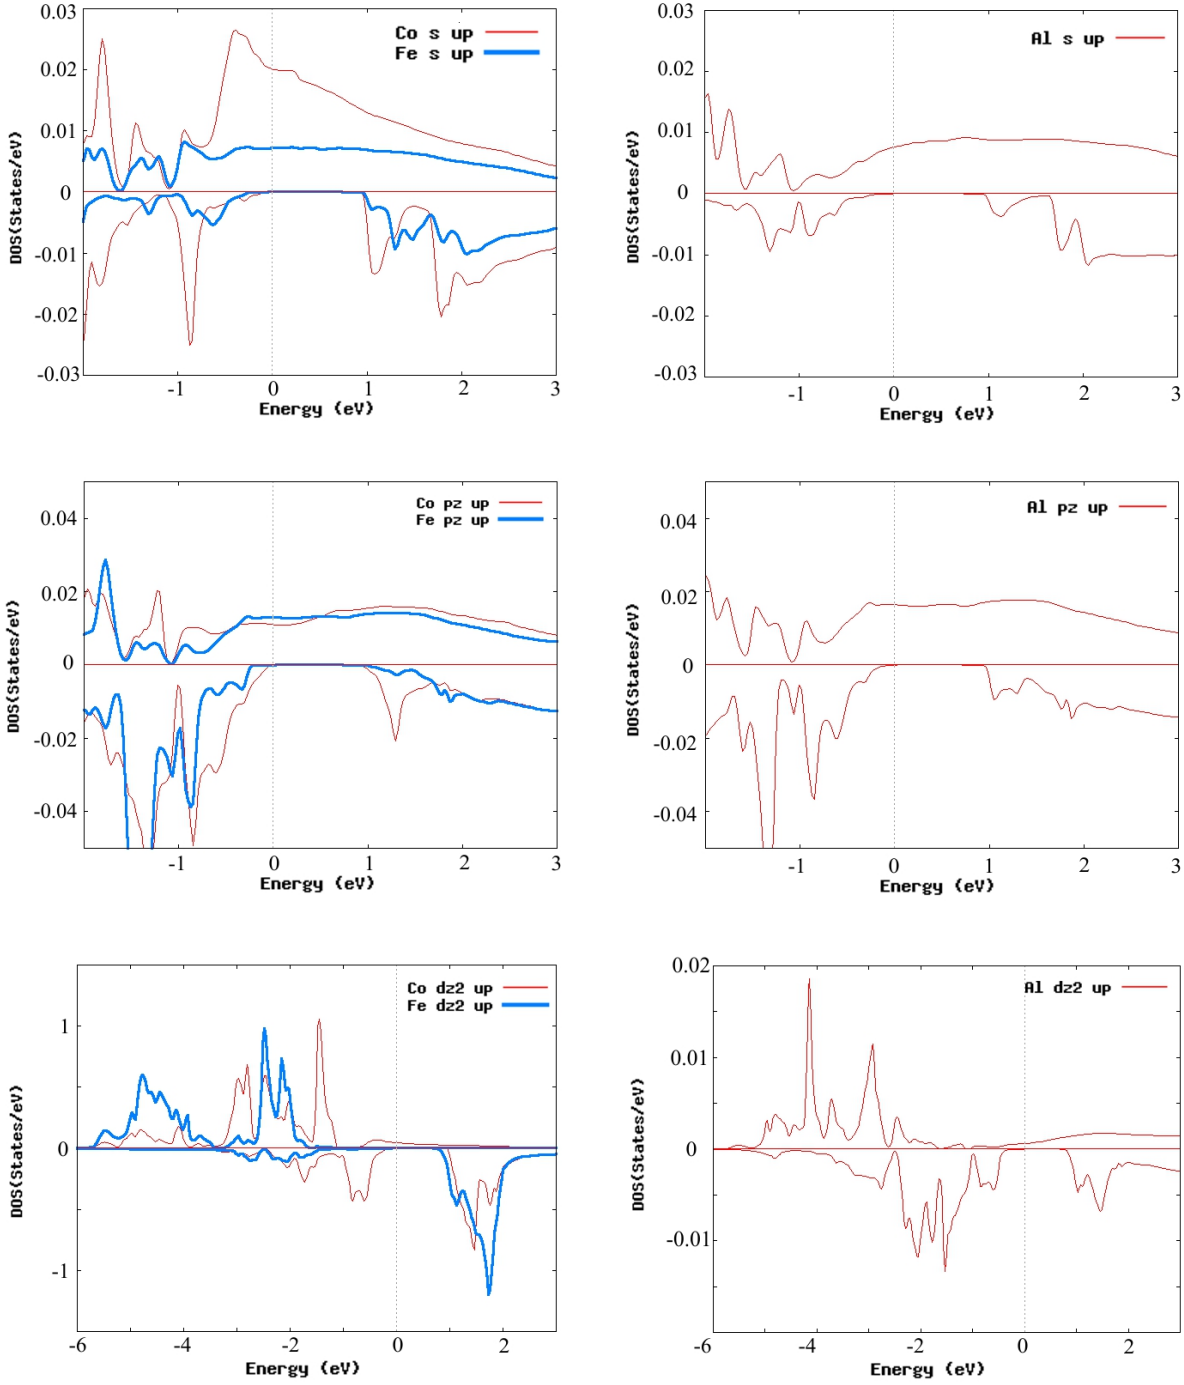 0.03
Co s up
Fe s up
0.02
0.01
0
-0.01
-0.02
-0.03
DOS(States/eV)
-1
0
1
2
3
Energy (eV)
0.03
Al s up
0.02
0.01
0
-0.01
-0.02
-0.03
DOS(States/eV)
-1
0
1
2
3
Energy (eV)
Co pz up
Fe pz up
0.04
0.02
0
-0.02
-0.04
DOS(States/eV)
-1
0
1
2
3
Energy (eV)
Al pz up
0.04
0.02
0
-0.02
-0.04
DOS(States/eV)
-1
0
1
2
3
Energy (eV)
Co dz2 up
Fe dz2 up
1
0
-1
DOS(States/eV)
-6
-4
-2
0
2
Energy (eV)
0.02
Al dz2 up
0.01
0
-0.01
DOS(States/eV)
-6
-4
-2
0
2
Energy (eV)